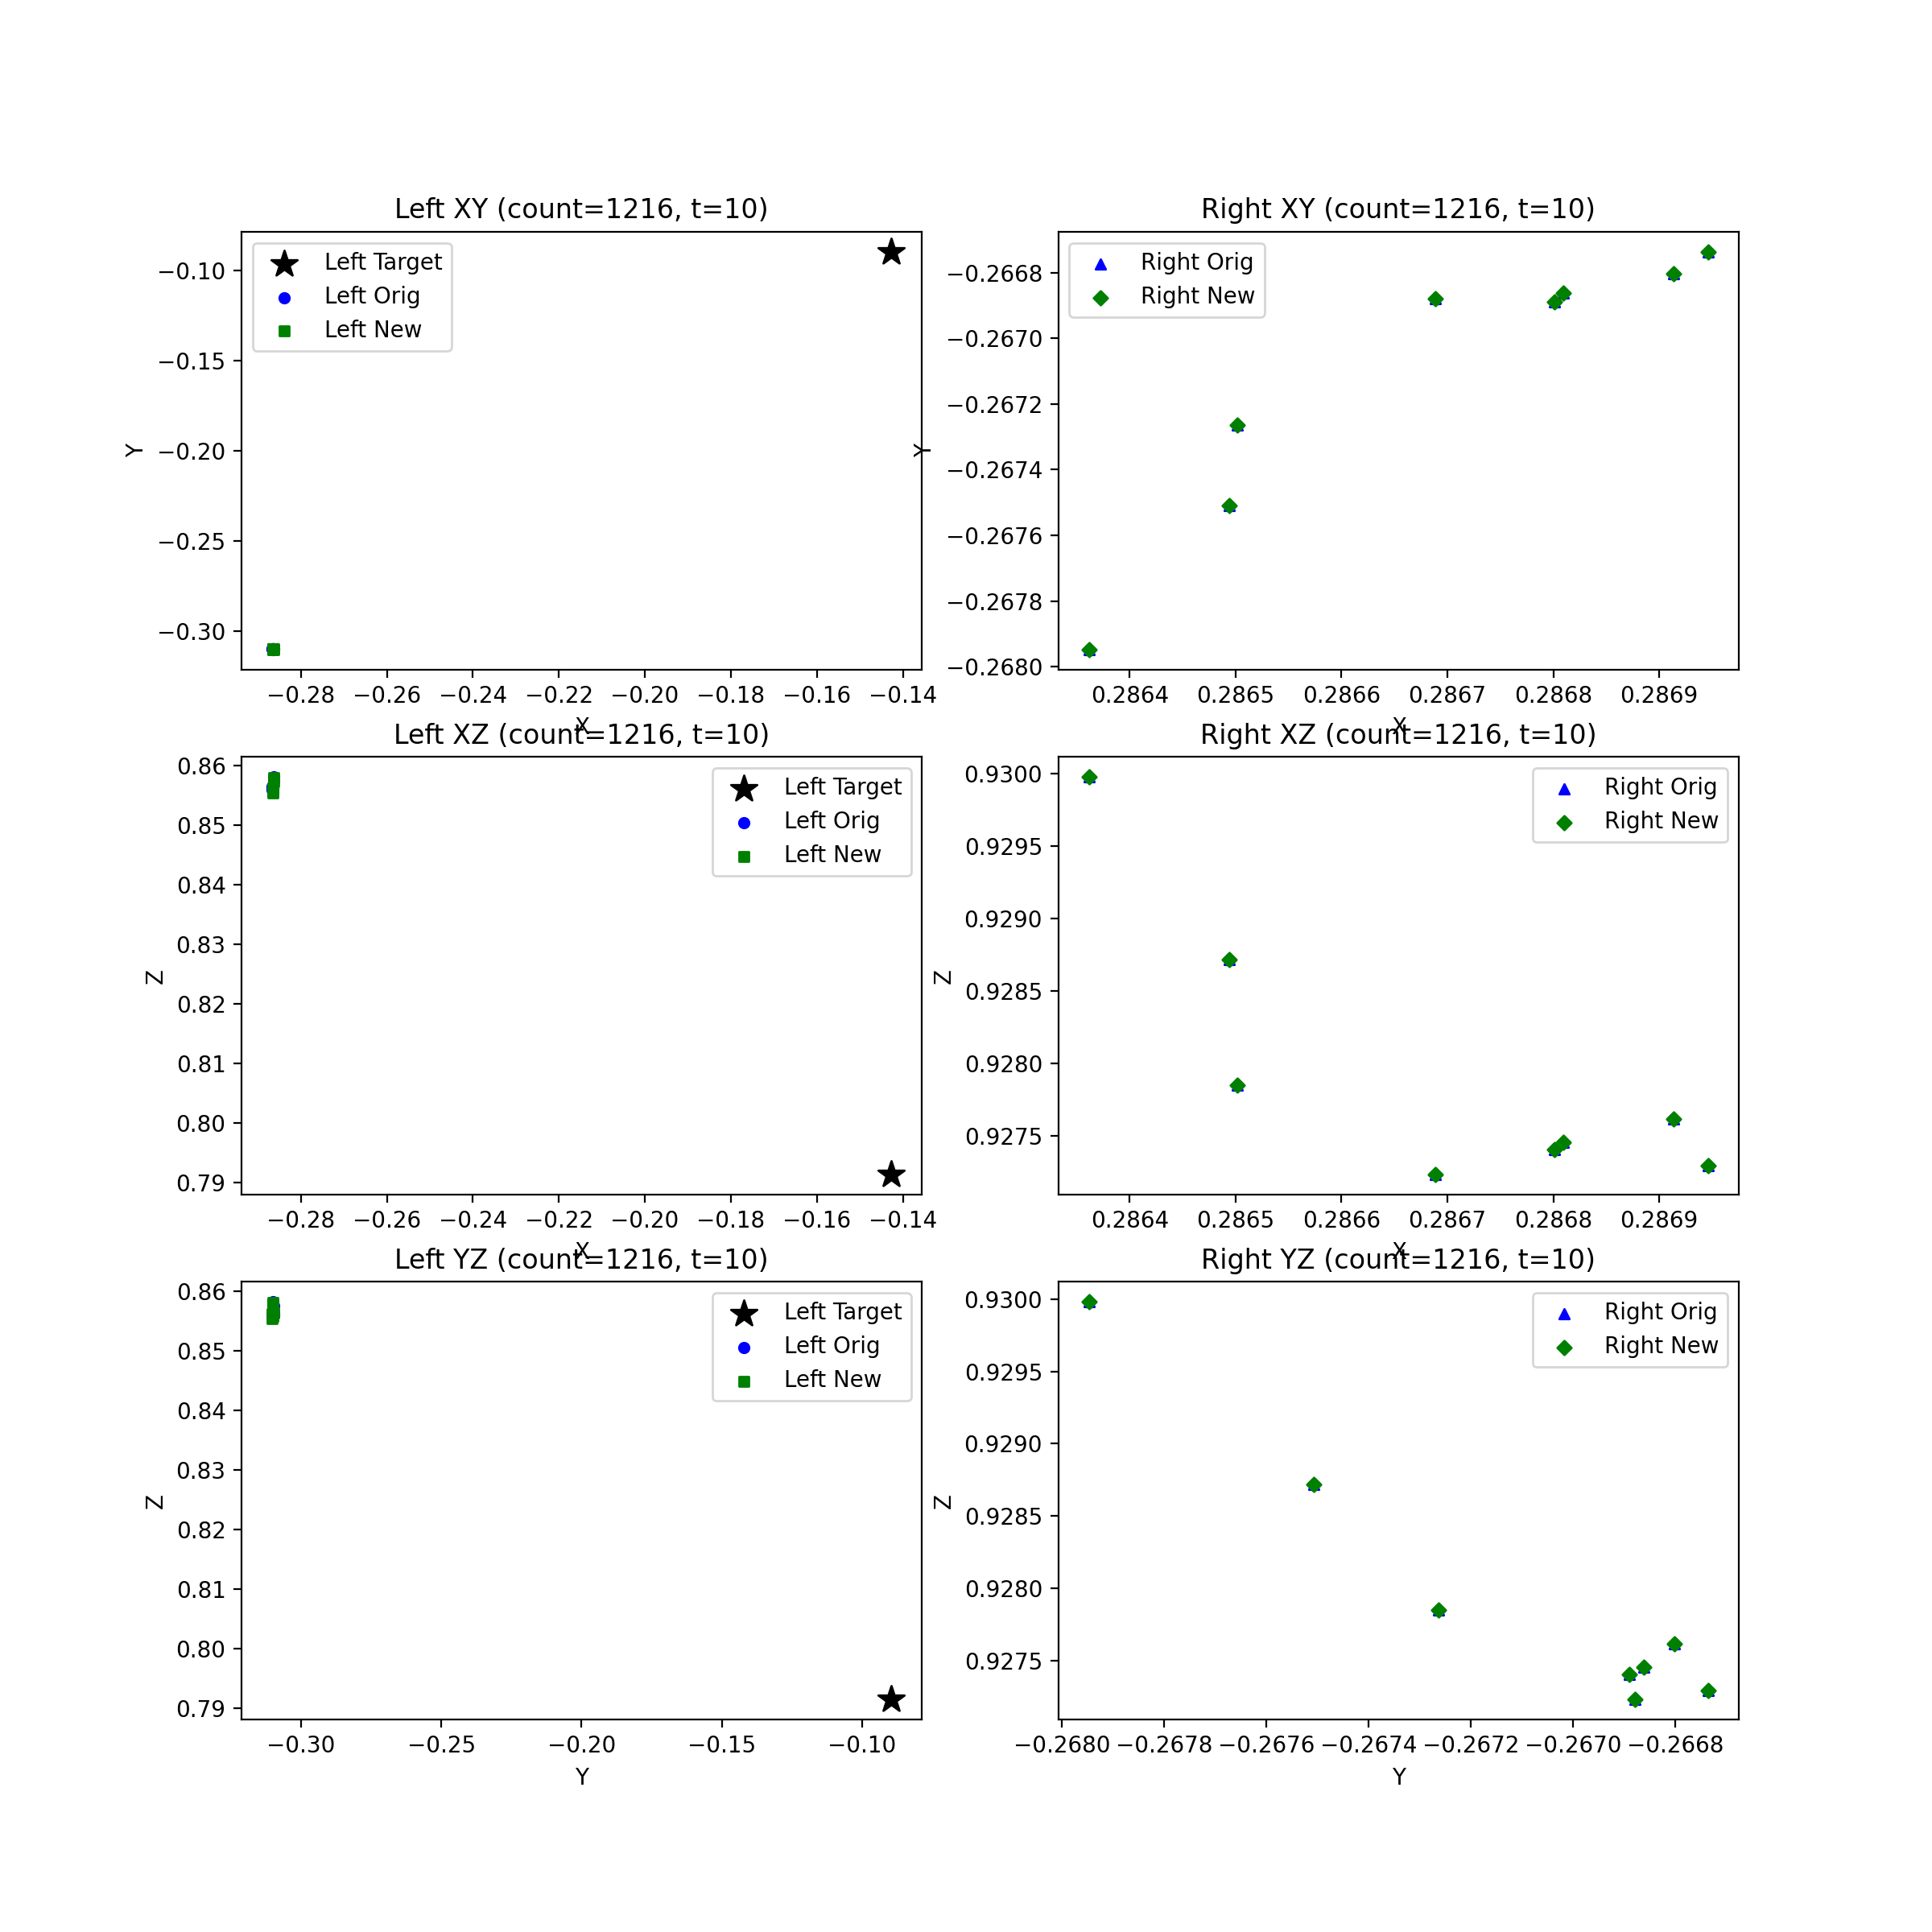 Left XY (count=1216, t=10)
Left Target
Left Orig
Left New
−0.10
−0.15
−0.20
−0.25
−0.30
Y
−0.28 −0.26 −0.24 −0.22 −0.20 −0.18 −0.16 −0.14
X
Right XY (count=1216, t=10)
Right Orig
Right New
−0.2668
−0.2670
−0.2672
−0.2674
−0.2676
−0.2678
−0.2680
Y
0.2864 0.2865 0.2866 0.2867 0.2868 0.2869
X
Left XZ (count=1216, t=10)
Left Target
Left Orig
Left New
0.86
0.85
0.84
0.83
0.82
0.81
0.80
0.79
Z
−0.28 −0.26 −0.24 −0.22 −0.20 −0.18 −0.16 −0.14
X
Right XZ (count=1216, t=10)
Right Orig
Right New
0.9300
0.9295
0.9290
0.9285
0.9280
0.9275
Z
0.2864 0.2865 0.2866 0.2867 0.2868 0.2869
X
Left YZ (count=1216, t=10)
Left Target
Left Orig
Left New
0.86
0.85
0.84
0.83
0.82
0.81
0.80
0.79
Z
−0.30 −0.25 −0.20 −0.15 −0.10
Y
Right YZ (count=1216, t=10)
Right Orig
Right New
0.9300
0.9295
0.9290
0.9285
0.9280
0.9275
Z
−0.2680 −0.2678 −0.2676 −0.2674 −0.2672 −0.2670 −0.2668
Y